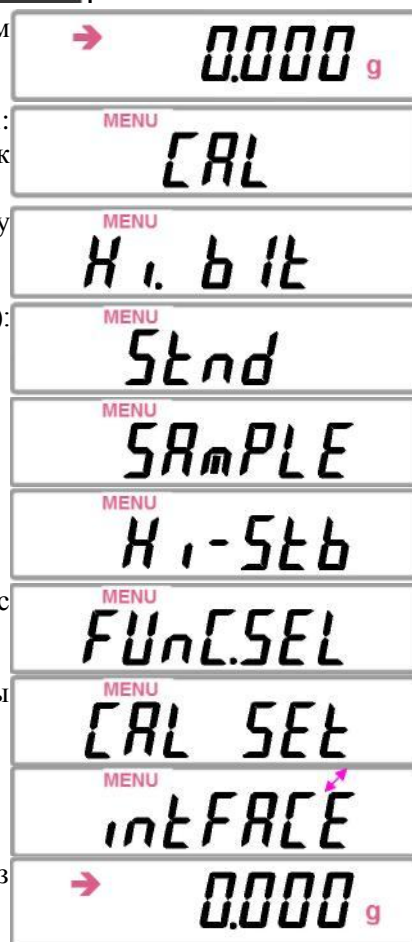 м
0.000 g
:
MENU
к
CAL
у
MENU
Hi. bIt
):
MENU
Stnd
MENU
SAmPLE
MENU
Hi-Stb
с
MENU
FUnC.SEL
ы
MENU
CAL SEt
MENU
intFACE
з
0.000 g